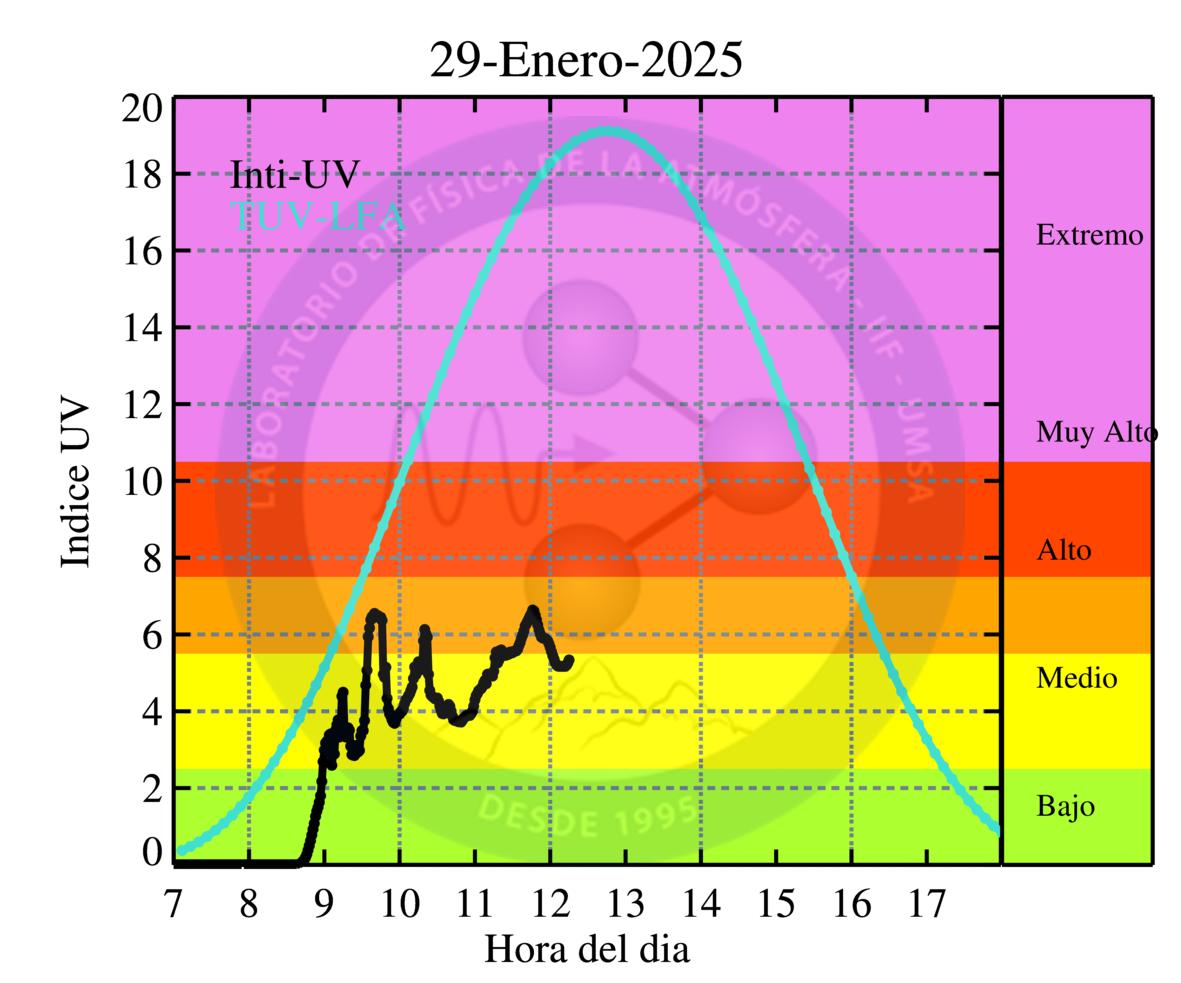 29-Enero-2025
Inti-UV
TUV-LFA
LABORATORIO DE FÍSICA DE LA ATMÓSFERA - IIF - UMSA
DESDE 1995
Indice UV
20
18
16
14
12
10
8
6
4
2
0
Extremo
Muy Alto
Alto
Medio
Bajo
7 8 9 10 11 12 13 14 15 16 17
Hora del dia